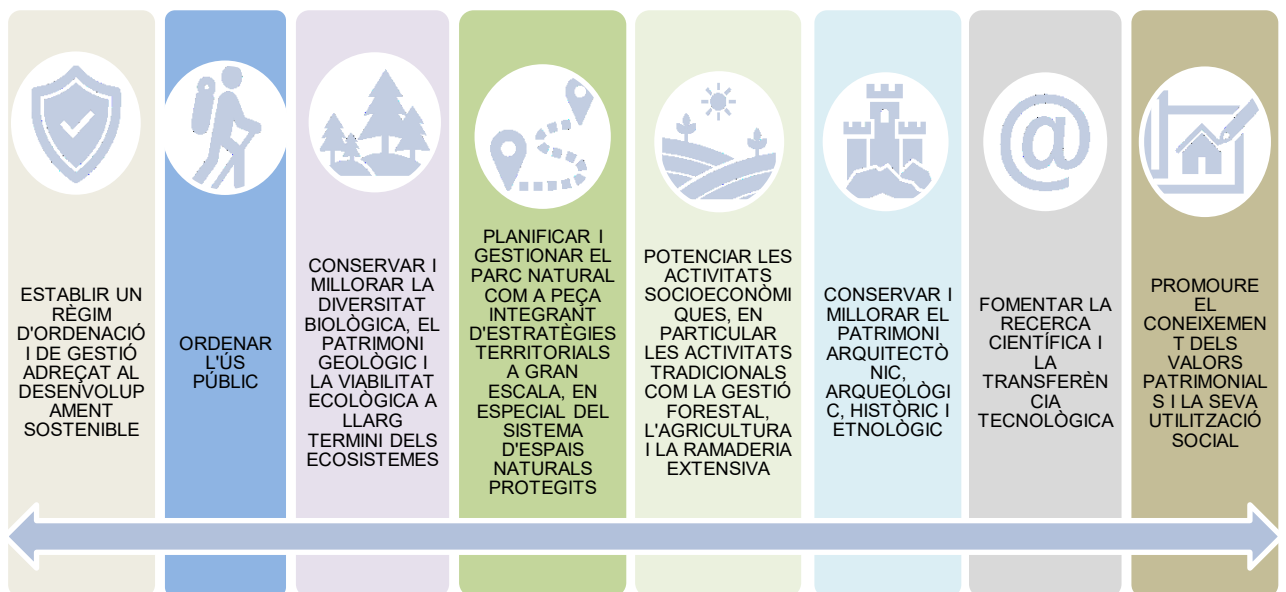 ESTABLIR UN
RÈGIM
D'ORDENACIÓ
I DE GESTIÓ
ADREÇAT AL
DESENVOLUP
AMENT
SOSTENIBLE
ORDENAR
L'ÚS
PÚBLIC
CONSERVAR I
MILLORAR LA
DIVERSITAT
BIOLÒGICA, EL
PATRIMONI
GEOLÒGIC I
LA VIABILITAT
ECOLÒGICA A
LLARG
TERMINI DELS
ECOSISTEMES
PLANIFICAR I
GESTIONAR EL
PARC NATURAL
COM A PEÇA
INTEGRANT
D'ESTRATÈGIES
TERRITORIALS
A GRAN
ESCALA, EN
ESPECIAL DEL
SISTEMA
D'ESPAIS
NATURALS
PROTEGITS
POTENCIAR LES
ACTIVITATS
SOCIOECONÒMI
QUES, EN
PARTICULAR
LES ACTIVITATS
TRADICIONALS
COM LA GESTIÓ
FORESTAL,
L'AGRICULTURA
I LA RAMADERIA
EXTENSIVA
CONSERVAR I
MILLORAR EL
PATRIMONI
ARQUITECTÒ
NIC,
ARQUEOLÒGI
C, HISTÒRIC I
ETNOLÒGIC
@
FOMENTAR LA
RECERCA
CIENTÍFICA I
LA
TRANSFERÈN
CIA
TECNOLÒGICA
PROMOURE
EL
CONEIXEMEN
T DELS
VALORS
PATRIMONIAL
S I LA SEVA
UTILITZACIÓ
SOCIAL